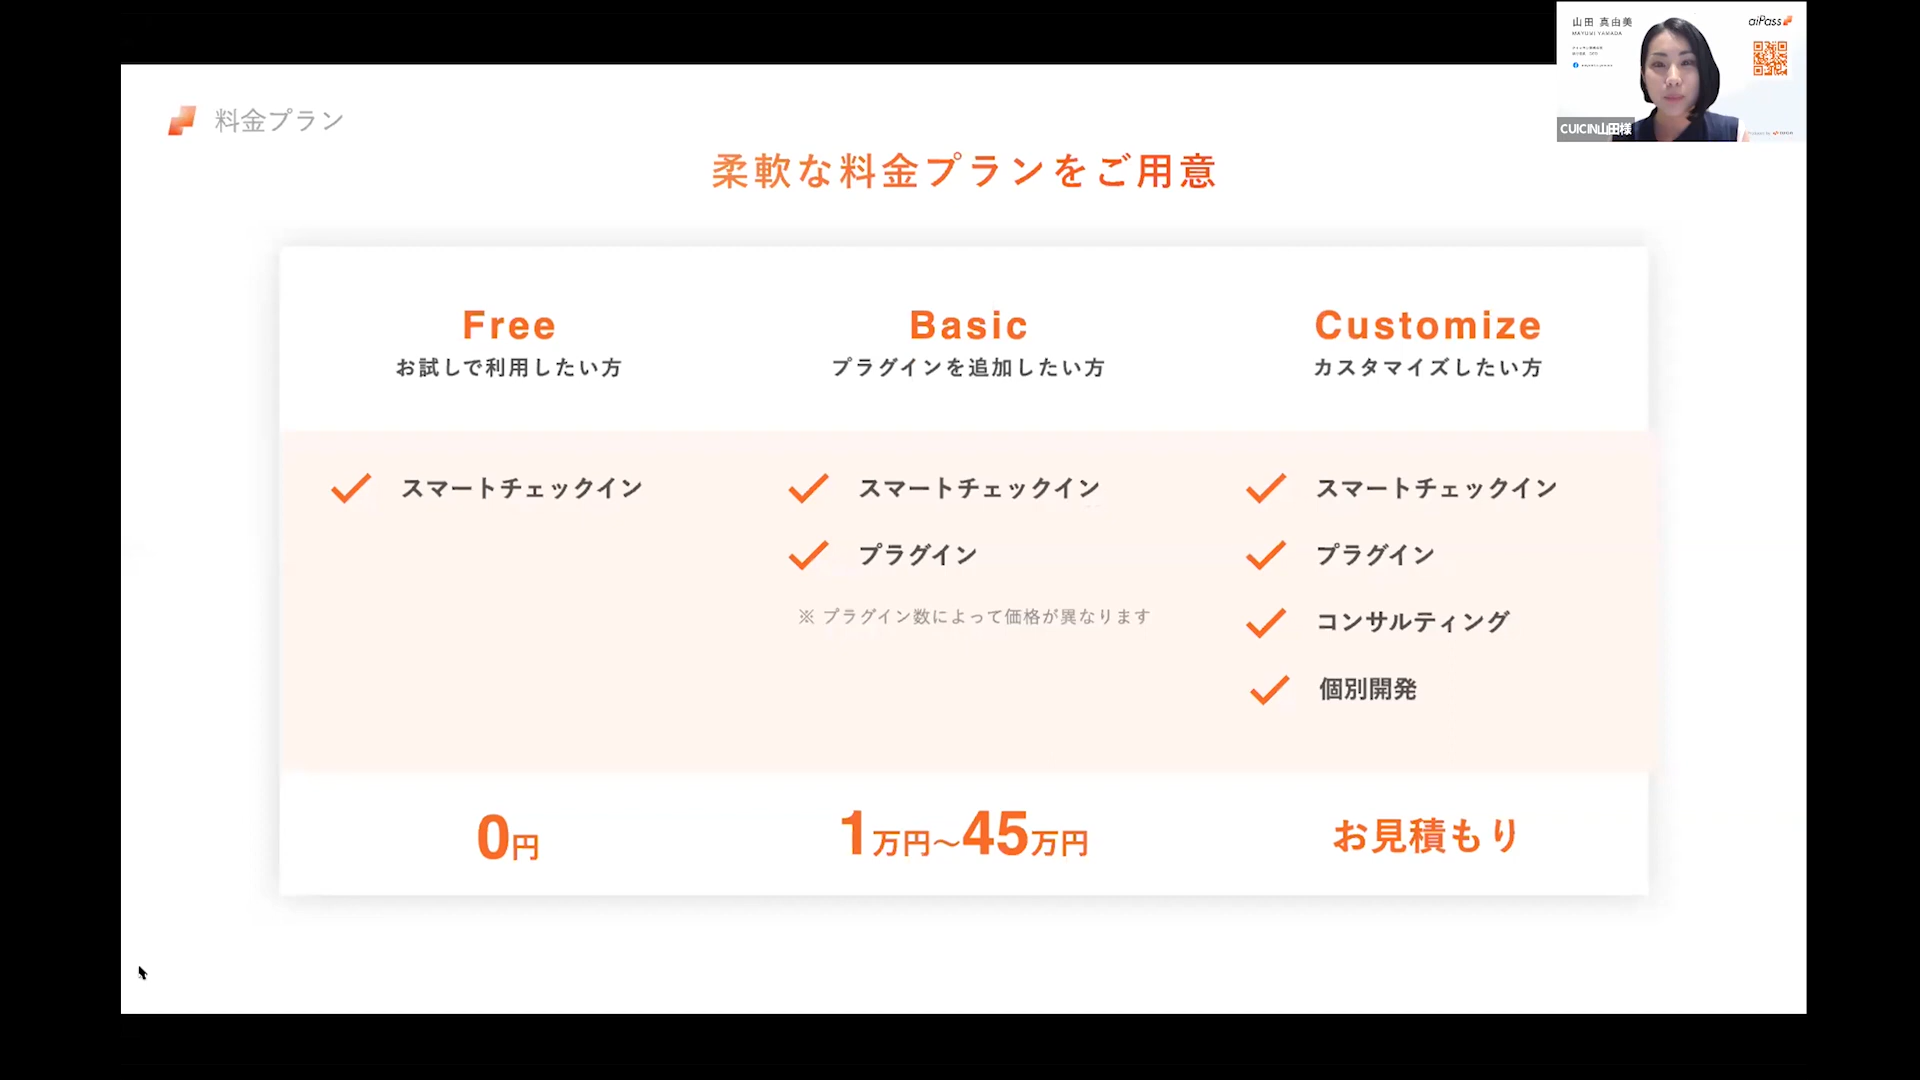 料金プラン
柔軟な料金プランをご用意
山田 真由美
MAYUMI YAMADA
aiPass
CUICIN山田様
Free
お試しで利用したい方
スマートチェックイン
0円
Basic
プラグインを追加したい方
スマートチェックイン
プラグイン
※ プラグイン数によって価格が異なります
1万円～45万円
Customize
カスタマイズしたい方
スマートチェックイン
プラグイン
コンサルティング
個別開発
お見積もり